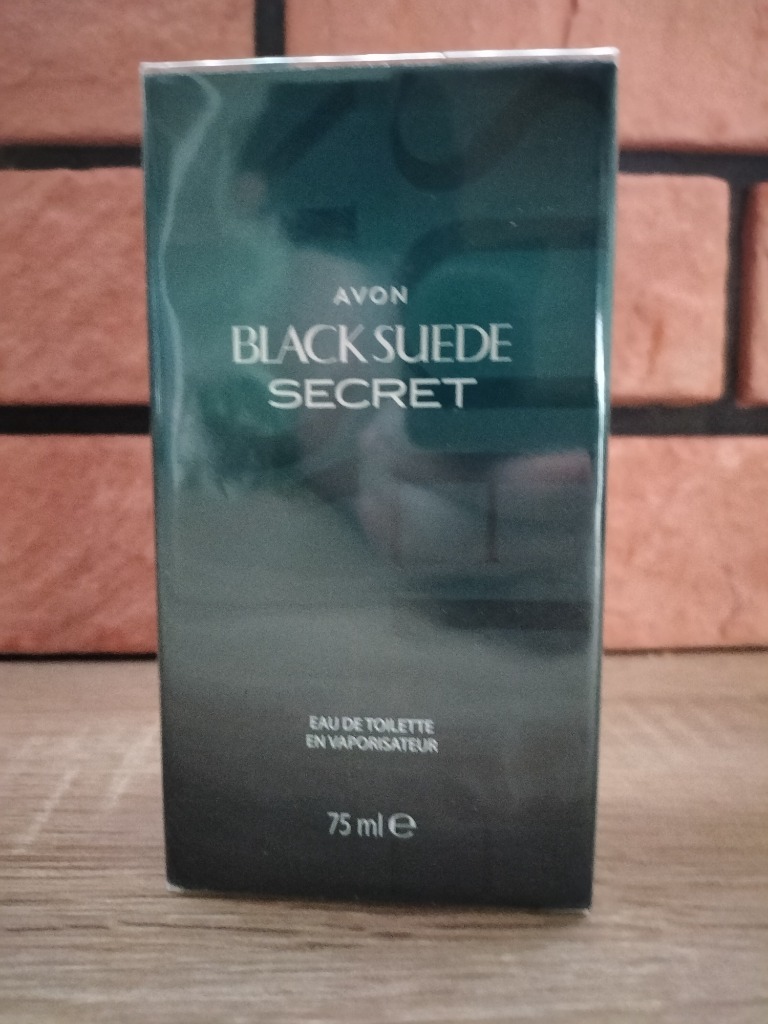 AVON
BLACK SUEDE
SECRET
EAU DE TOILETTE
EN VAPORISATEUR
75 ml ℮